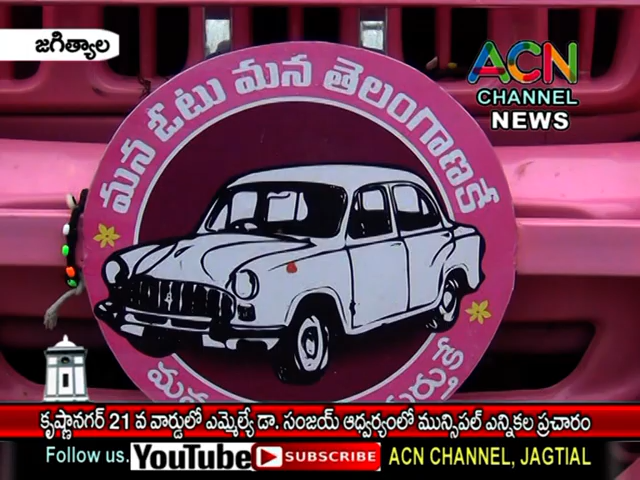 జగిత్యాల
ACN
CHANNEL
NEWS
మన ఓటు మన తెలంగాణకే
కృష్ణానగర్ 21 వ వార్డులో ఎమ్మెల్యే డా. సంజయ్ ఆధ్వర్యంలో మున్సిపల్ ఎన్నికల ప్రచారం
Follow us. YouTube SUBSCRIBE ACN CHANNEL, JAGTIAL